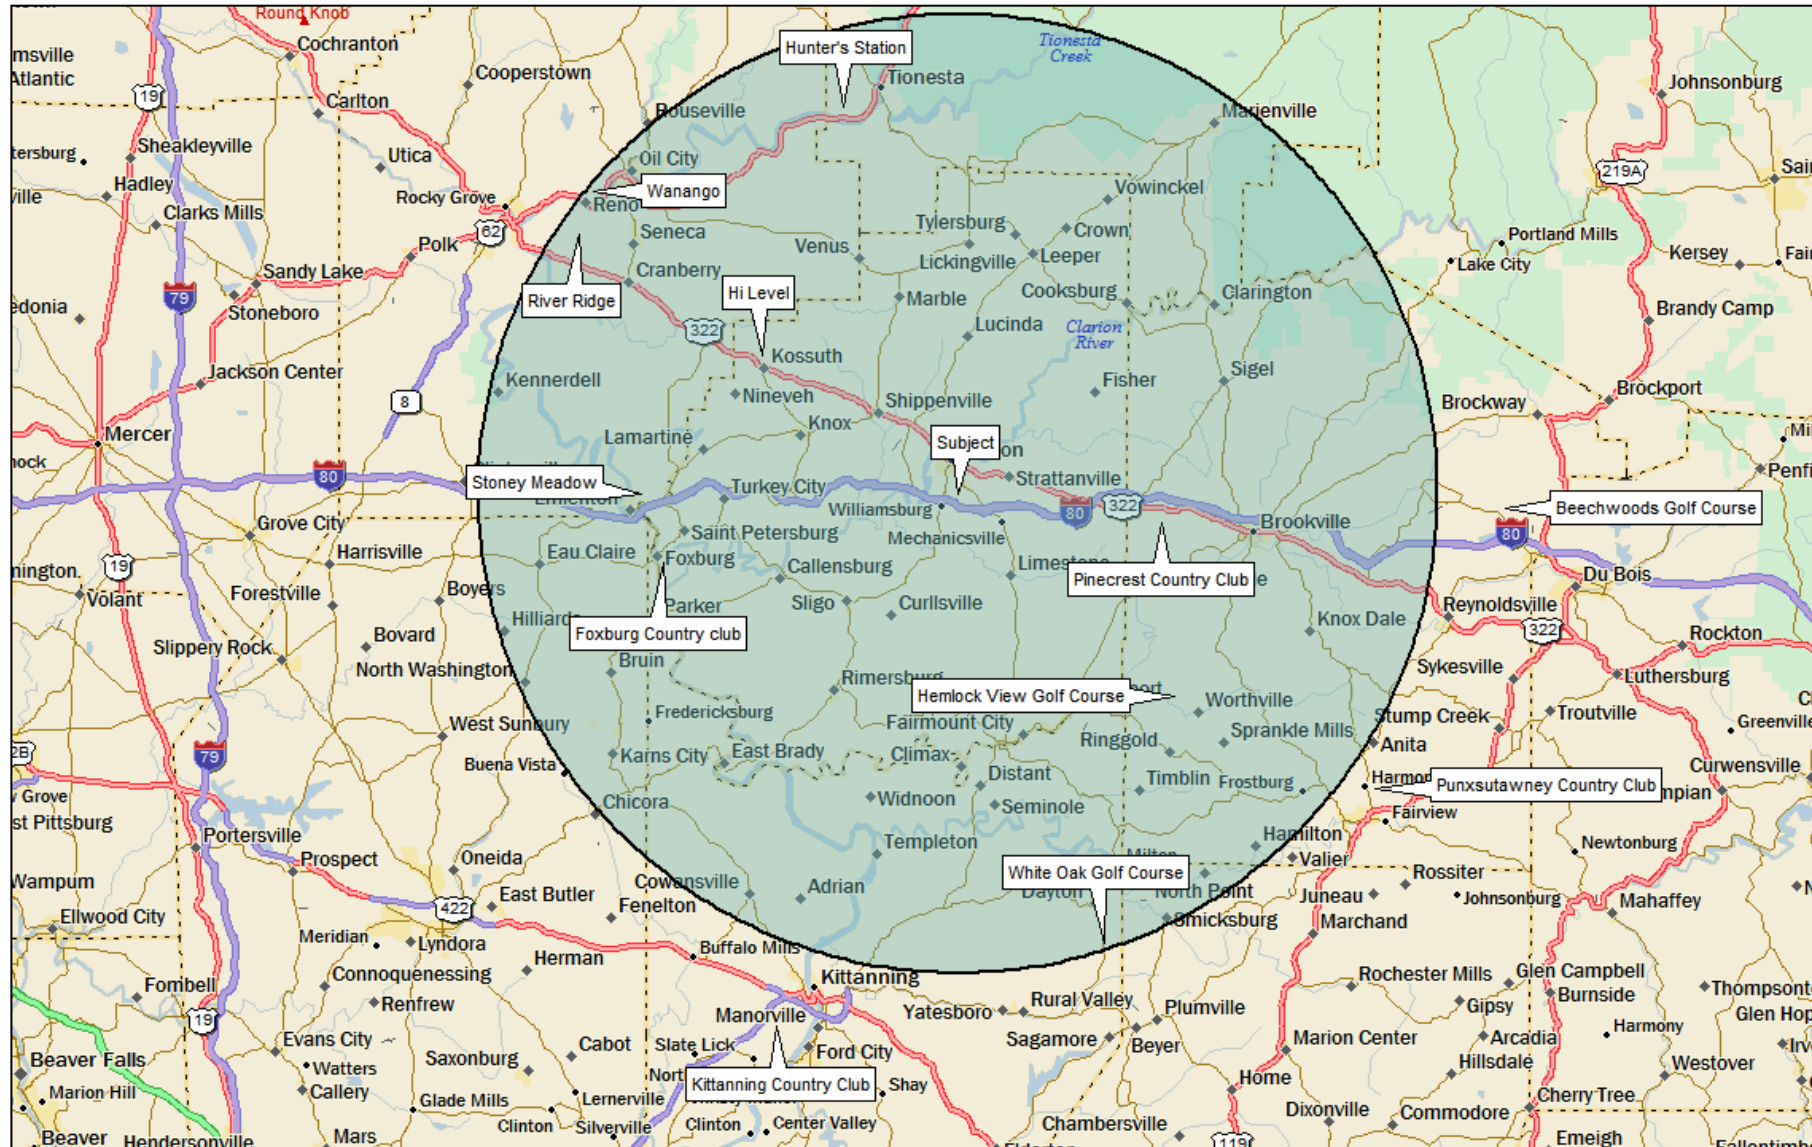 Round Knob
Cochranton
Hunter's Station
Tionesta
Creek
Atlantic
Cooperstown
Tionesta
Johnsonburg
19
Carlton
Rouseville
Marienville
Sheakleyville
Utica
Oil City
219A
Hadley
Rocky Grove
Wanango
Reno
Vowinckel
Clarks Mills
62
Seneca
Tylersburg
Crown
Portland Mills
Polk
Venus
Lickingville
Leeper
Kersey
Sandy Lake
Cranberry
Lake City
79
River Ridge
Hi Level
Marble
Cooksburg
Clarington
Stoneboro
322
Lucinda
Clarion
River
Brandy Camp
Jackson Center
Kossuth
Kennerdell
Nineveh
Fisher
Sigel
Brockport
8
Shippenville
Brockway
Mercer
Lamartine
Knox
Subject
80
Stoney Meadow
Turkey City
Strattanville
Williamsburg
80
322
Beechwoods Golf Course
Grove City
Saint Petersburg
Mechanicsville
Brookville
80
Harrisville
Eau Claire
Foxburg
Callensburg
Pinecrest Country Club
Du Bois
19
Volant
Forestville
Boyers
Parker
Sligo
Curllsville
Reynoldsville
Hilliards
Foxburg Country club
Knox Dale
322
Rockton
Slippery Rock
Bovard
North Washington
Bruin
Rimersburg
Hemlock View Golf Course
Worthville
Sykesville
Luthersburg
West Sunbury
Fredericksburg
Fairmount City
Sprankle Mills
Stump Creek
Troutville
Greenville
79
Buena Vista
Karns City
East Brady
Climax
Ringgold
Anita
Distant
Timblin
Frostburg
Punxsutawney Country Club
Curwensville
Chicora
Widnoon
Seminole
Fairview
Portersville
Templeton
Hamilton
Newtonburg
Prospect
Oneida
Valier
Wampum
Cowansville
Adrian
White Oak Golf Course
Dayton
North Point
Rossiter
East Butler
Fenelton
Smicksburg
Juneau
Johnsonburg
Mahaffey
Ellwood City
422
Meridian
Lyndora
Buffalo Mills
Marchand
Herman
Connoquenessing
Kittanning
Rochester Mills
Glen Campbell
Fombell
Renfrew
Yatesboro
Rural Valley
Plumville
Gipsy
Burnside
19
Manorville
Evans City
Cabot
Slate Lick
Ford City
Sagamore
Beyer
Marion Center
Arcadia
Harmony
Glen Hop
Beaver Falls
Saxonburg
Watters
Hillsdale
Westover
Marion Hill
Callery
Glade Mills
Lernerville
Kittanning Country Club
Shay
Home
Cherry Tree
Beaver
Hendersonville
Mars
Clinton
Silverville
Clinton
Center Valley
Chambersville
119
Dixonville
Commodore
Emeigh